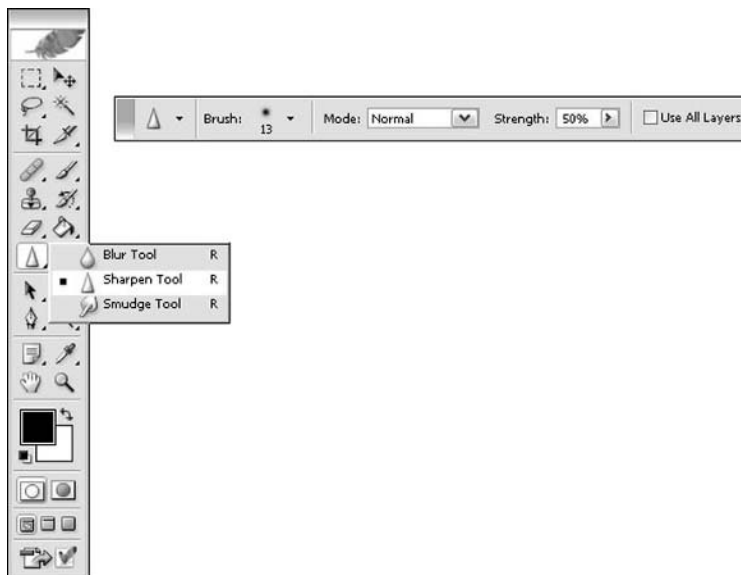 Brush: 13 Mode: Normal Strength: 50% Use All Layers
Blur Tool R
Sharpen Tool R
Smudge Tool R